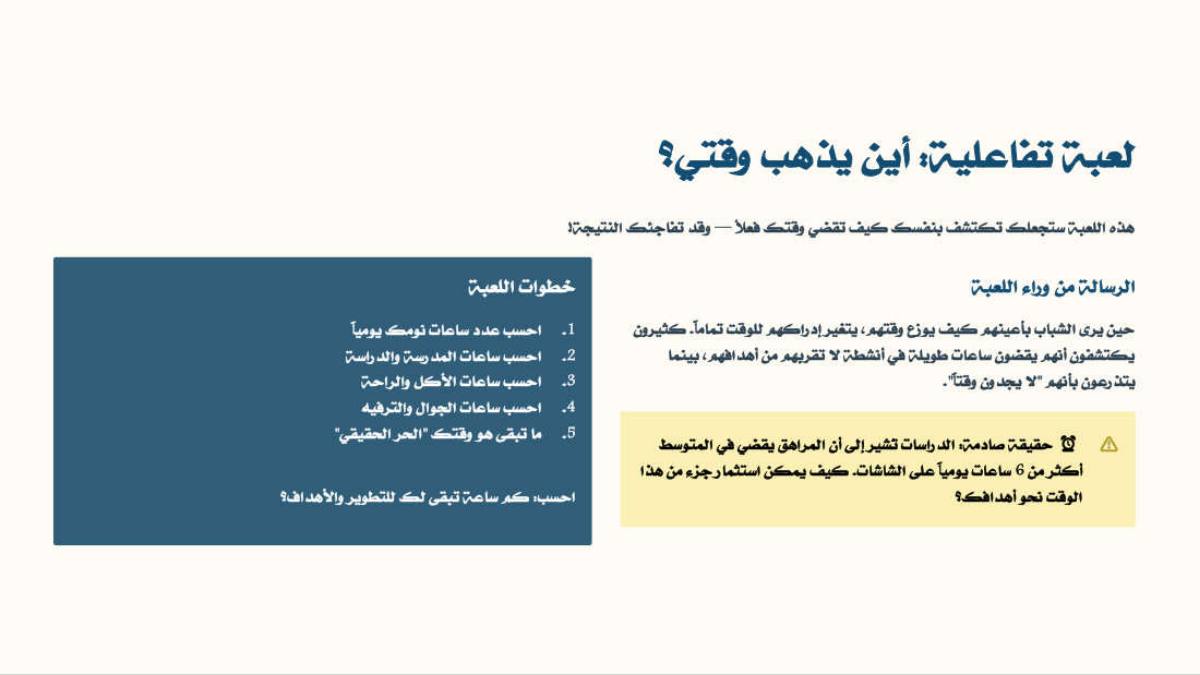 لعبة تفاعلية: أين يذهب وقتي؟
هذه اللعبة ستجعلك تكتشف بنفسك كيف تقضي وقتك فعلاً — وقد تفاجئك النتيجة!
الرسالة من وراء اللعبة
حين يرى الشباب بأعينهم كيف يوزع وقتهم، يتغير إدراكهم للوقت تماماً. كثيرون
يكتشفون أنهم يقضون ساعات طويلة في أنشطة لا تقربهم من أهدافهم، بينما
يتذرعون بأنهم "لا يجدون وقتاً".
⏰ حقيقة صادمة: الدراسات تشير إلى أن المراهق يقضي في المتوسط
أكثر من 6 ساعات يومياً على الشاشات. كيف يمكن استثمار جزء من هذا
الوقت نحو أهدافك؟
خطوات اللعبة
1. احسب عدد ساعات نومك يومياً
2. احسب ساعات المدرسة والدراسة
3. احسب ساعات الأكل والراحة
4. احسب ساعات الجوال والترفيه
5. ما تبقى هو وقتك "الحر الحقيقي"
احسب: كم ساعة تبقى لك للتطوير والأهداف؟